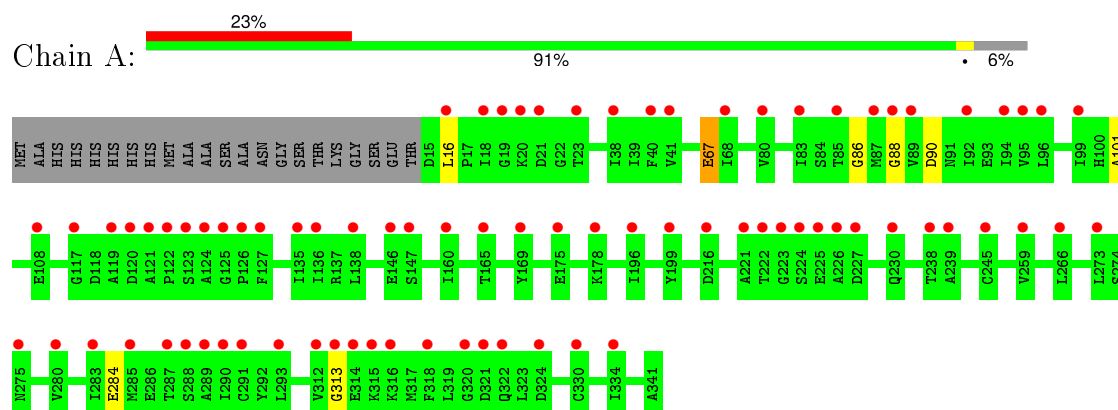 23%
Chain A:
91%
• 6%
MET ALA HIS HIS HIS HIS HIS HIS MET ALA ALA SER ALA ASN GLY SER THR LYS GLY SER GLU THR D15 L16 P17 I18 G19 K20 D21 G22 T23 I38 I39 F40 V41 E67 I68 V80 I83 S84 T85 G86 M87 G88 V89 D90 N91 I92 E93 I94 V95 L96 I99 H100 A101
E108 G117 D118 A119 D120 A121 P122 S123 A124 G125 P126 F127 I135 I136 R137 L138 E146 S147 I160 T165 Y169 E175 K178 I196 Y199 D216 A221 T222 G223 S224 E225 A226 D227 Q230 T238 A239 C245 V259 L266 L273 S274
N275 V280 I283 E284 M285 E286 T287 S288 A289 I290 C291 Y292 L293 V312 G313 E314 K315 K316 M317 F318 L319 G320 D321 Q322 L323 D324 C330 I334 A341